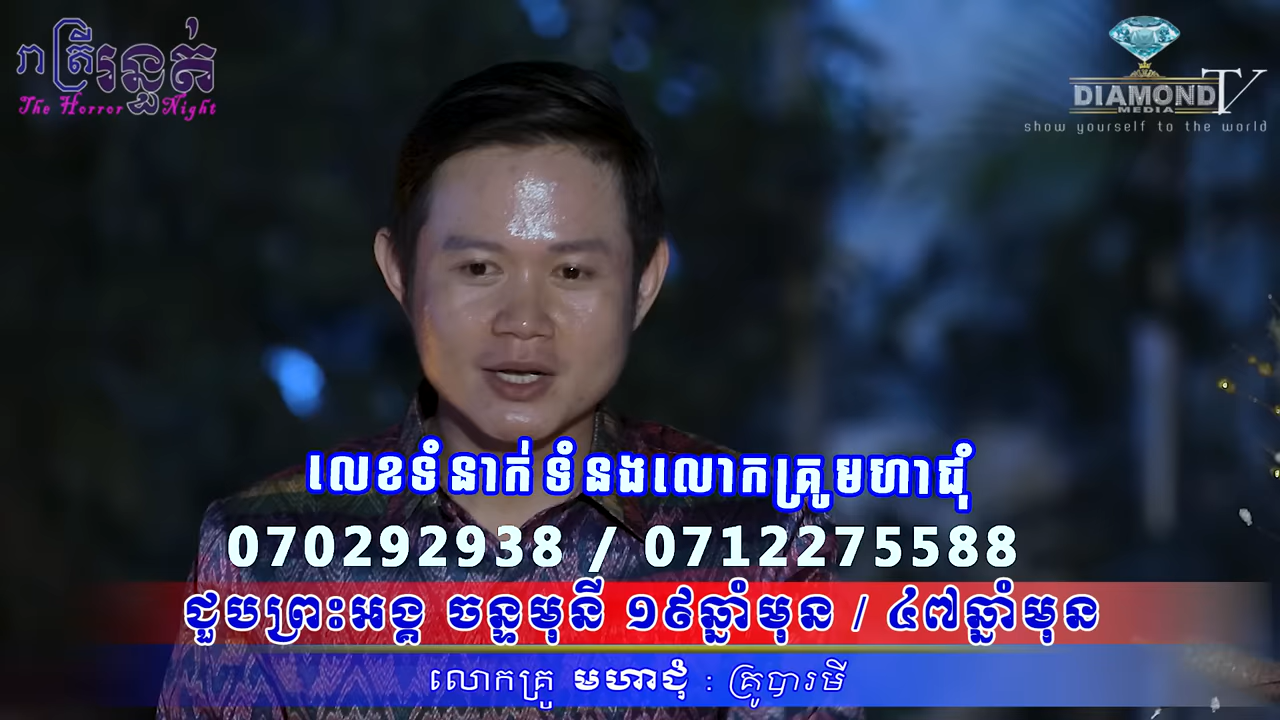 រាត្រីរន្ធត់
The Horror Night
DIAMOND TV
MEDIA
show yourself to the world
លេខទំនាក់ទំនងលោកគ្រូមហាជុំ
070292938 / 0712275588
ជួបព្រះអង្គ ចន្ទមុនី ១៩ឆ្នាំមុន / ៤៧ឆ្នាំមុន
លោកគ្រូ មហាជុំ : គ្រូបារមី